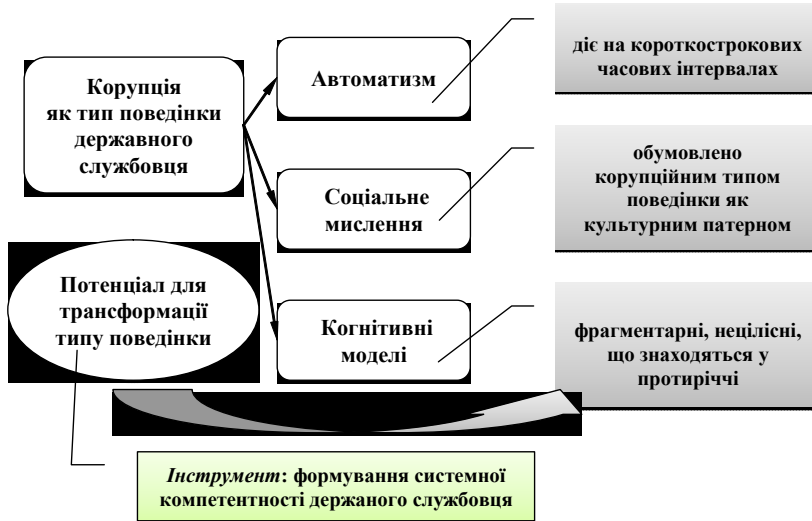 Корупція
як тип поведінки
державного
службовця
Автоматизм
діє на короткострокових
часових інтервалах
Соціальне
мислення
обумовлено
корупційним типом
поведінки як
культурним патерном
Потенціал для
трансформації
типу поведінки
Когнітивні
моделі
фрагментарні, нецілісні,
що знаходяться у
протиріччі
Інструмент: формування системної
компетентності держаного службовця